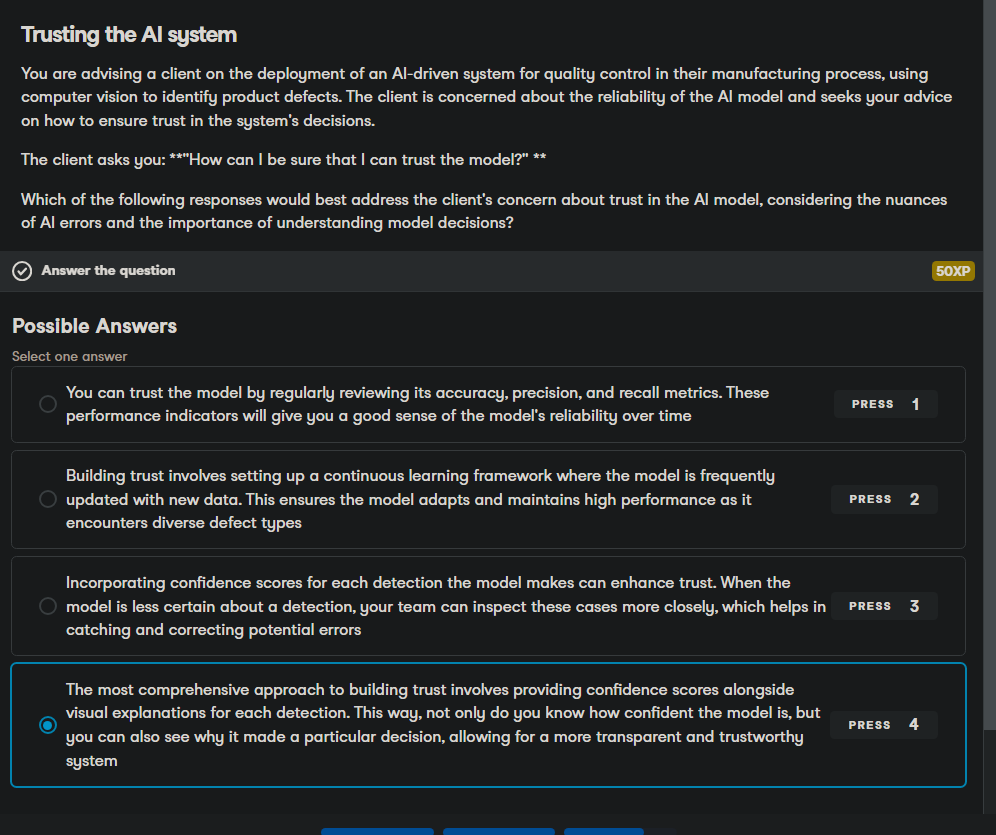 Trusting the AI system
You are advising a client on the deployment of an AI-driven system for quality control in their manufacturing process, using
computer vision to identify product defects. The client is concerned about the reliability of the AI model and seeks your advice
on how to ensure trust in the system's decisions.
The client asks you: **"How can I be sure that I can trust the model?" **
Which of the following responses would best address the client's concern about trust in the AI model, considering the nuances
of AI errors and the importance of understanding model decisions?
Answer the question
50XP
Possible Answers
Select one answer
You can trust the model by regularly reviewing its accuracy, precision, and recall metrics. These
performance indicators will give you a good sense of the model's reliability over time
PRESS 1
Building trust involves setting up a continuous learning framework where the model is frequently
updated with new data. This ensures the model adapts and maintains high performance as it
encounters diverse defect types
PRESS 2
Incorporating confidence scores for each detection the model makes can enhance trust. When the
model is less certain about a detection, your team can inspect these cases more closely, which helps in
catching and correcting potential errors
PRESS 3
The most comprehensive approach to building trust involves providing confidence scores alongside
visual explanations for each detection. This way, not only do you know how confident the model is, but
you can also see why it made a particular decision, allowing for a more transparent and trustworthy
system
PRESS 4